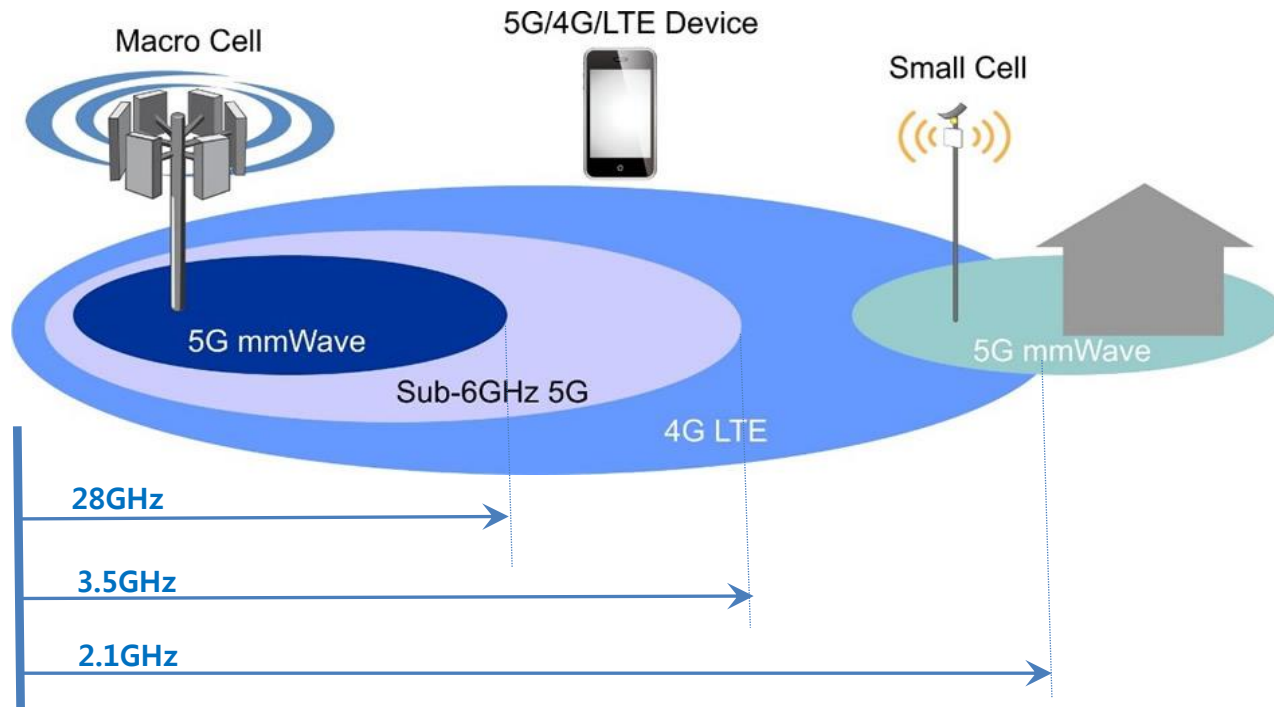 5G/4G/LTE Device
Macro Cell
Small Cell
5G mmWave
5G mmWave
Sub-6GHz 5G
4G LTE
28GHz
3.5GHz
2.1GHz